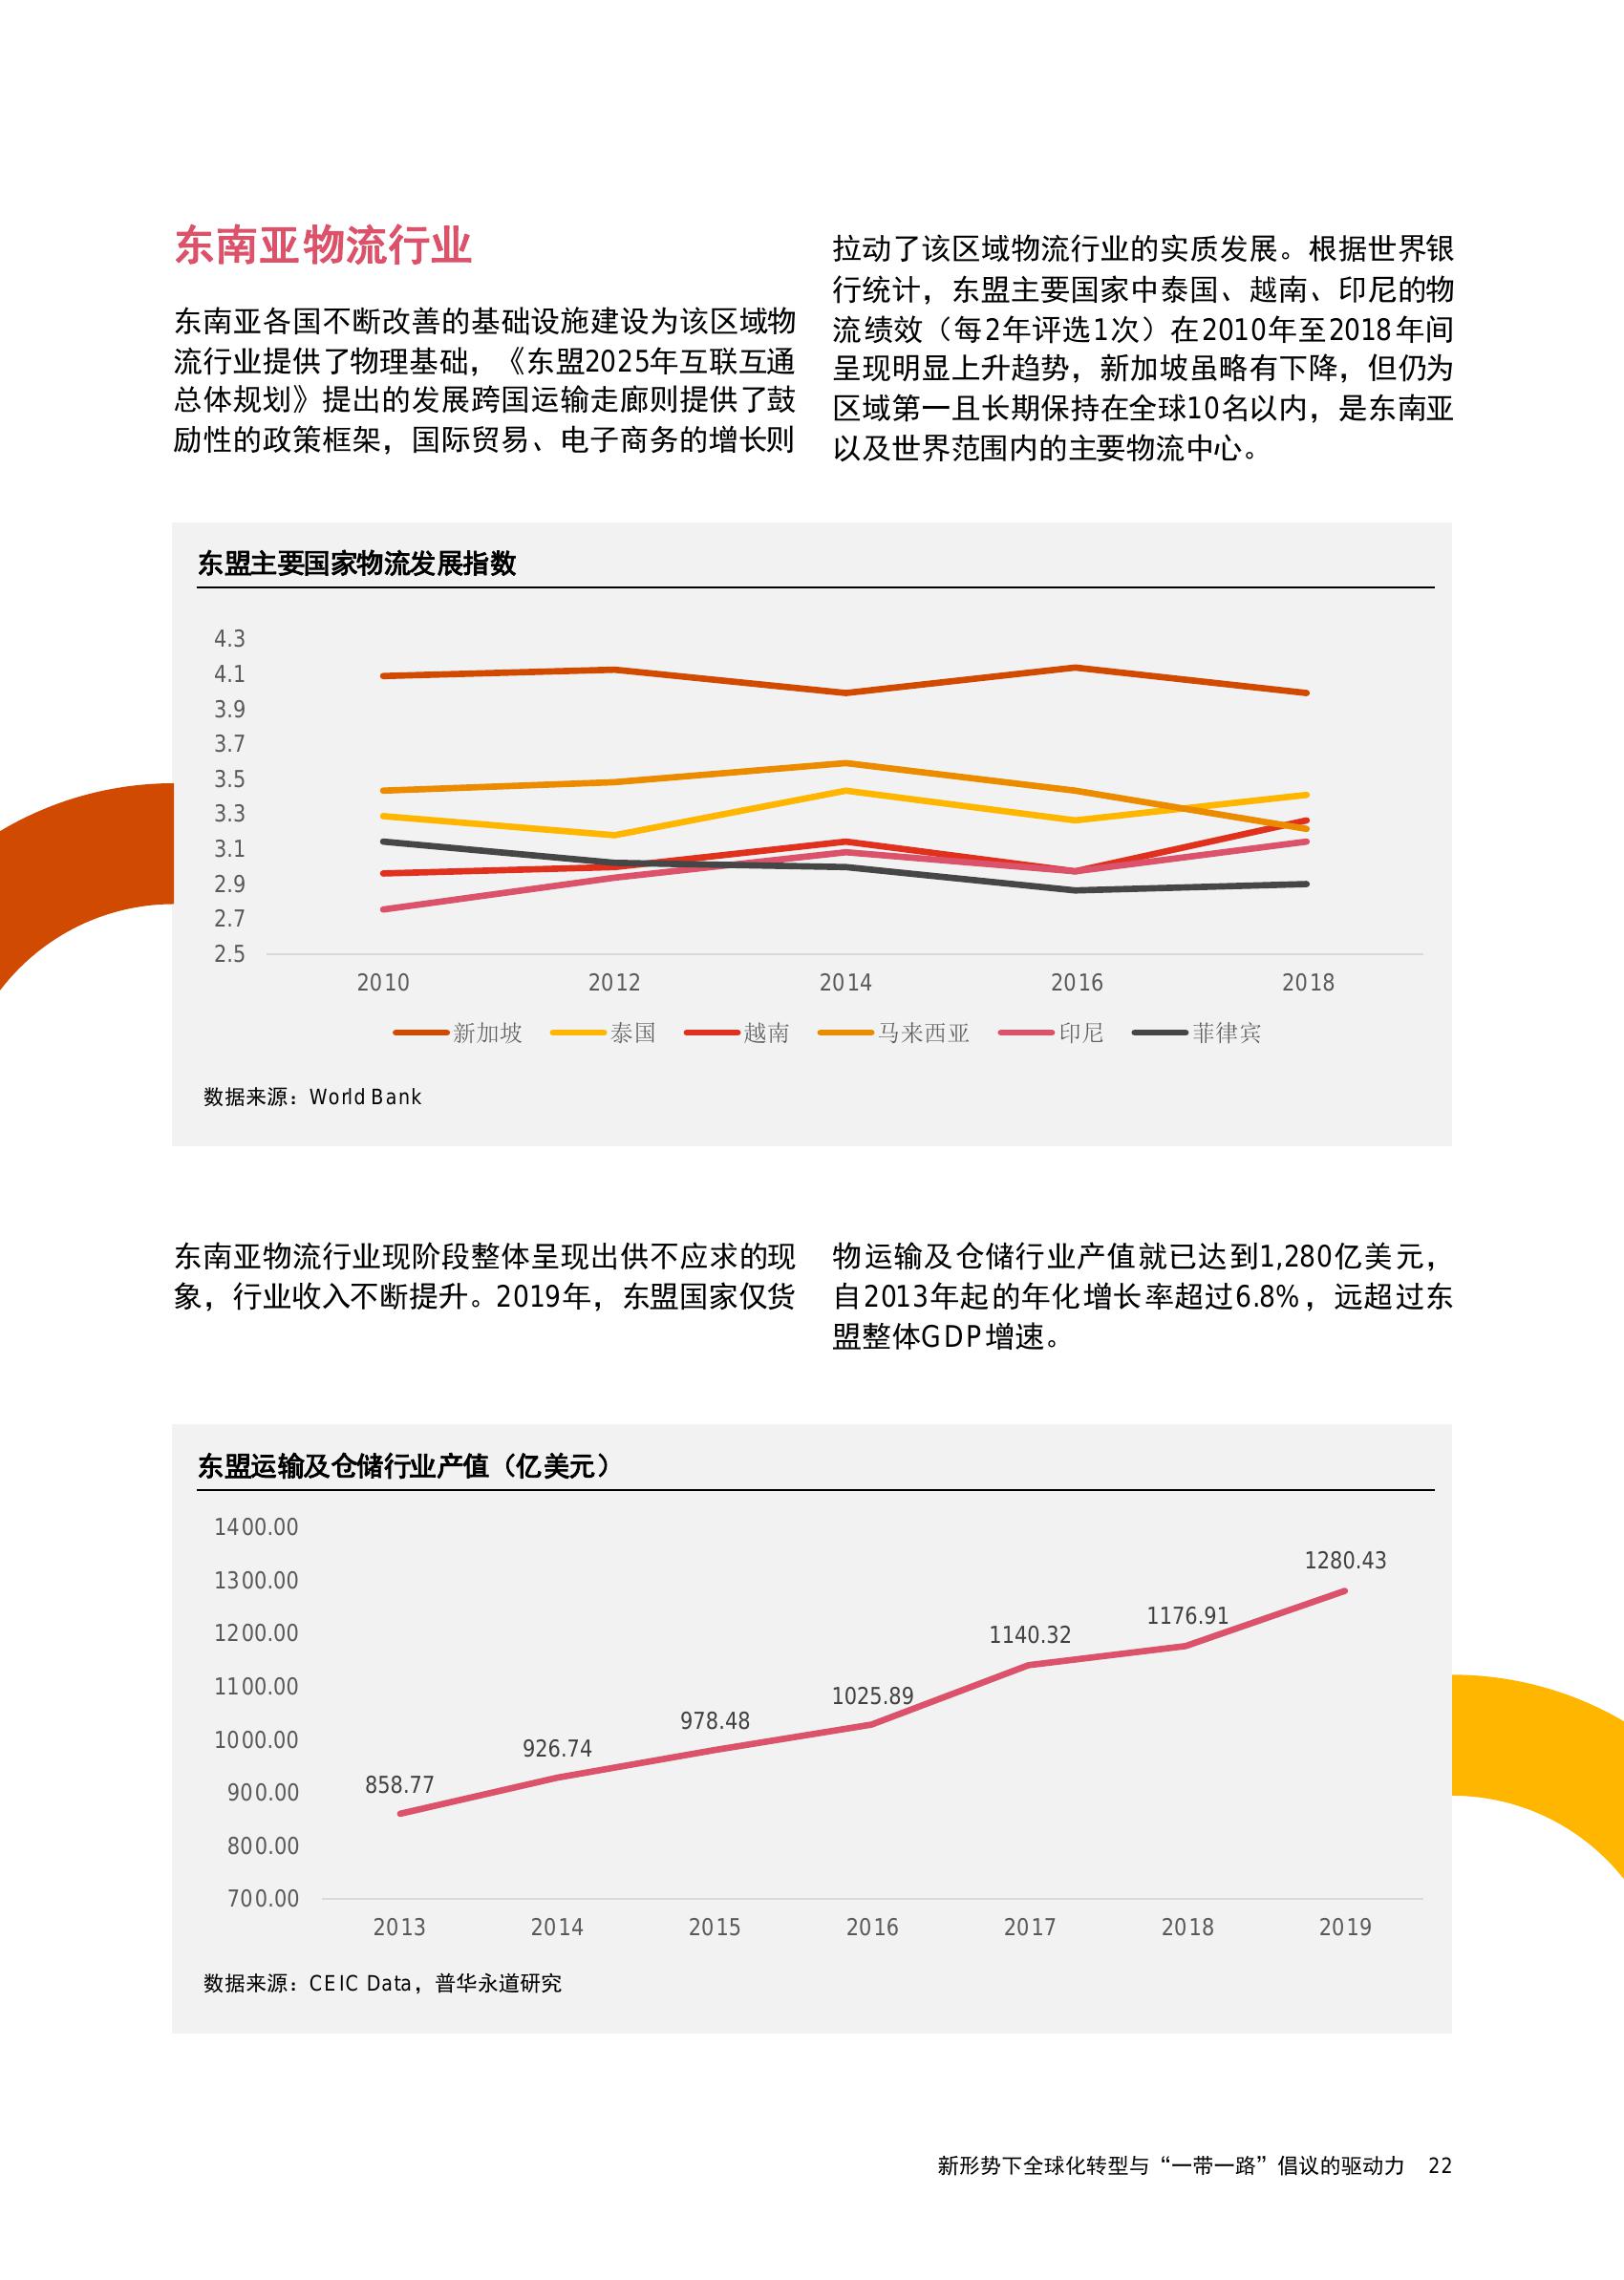 东南亚物流行业
东南亚各国不断改善的基础设施建设为该区域物
流行业提供了物理基础，《东盟2025年互联互通
总体规划》提出的发展跨国运输走廊则提供了鼓
励性的政策框架，国际贸易、电子商务的增长则
拉动了该区域物流行业的实质发展。根据世界银
行统计，东盟主要国家中泰国、越南、印尼的物
流绩效（每2年评选1次）在2010年至2018年间
呈现明显上升趋势，新加坡虽略有下降，但仍为
区域第一且长期保持在全球10名以内，是东南亚
以及世界范围内的主要物流中心。
东盟主要国家物流发展指数
4.3
4.1
3.9
3.7
3.5
3.3
3.1
2.9
2.7
2.5
2010 2012 2014 2016 2018
新加坡 泰国 越南 马来西亚 印尼 菲律宾
数据来源：World Bank
东南亚物流行业现阶段整体呈现出供不应求的现
象，行业收入不断提升。2019年，东盟国家仅货
物运输及仓储行业产值就已达到1,280亿美元，
自2013年起的年化增长率超过6.8%，远超过东
盟整体GDP增速。
东盟运输及仓储行业产值（亿美元）
1400.00
1300.00
1200.00
1100.00
1000.00
900.00
800.00
700.00
858.77
926.74
978.48
1025.89
1140.32
1176.91
1280.43
2013 2014 2015 2016 2017 2018 2019
数据来源：CEIC Data，普华永道研究
新形势下全球化转型与“一带一路”倡议的驱动力 22